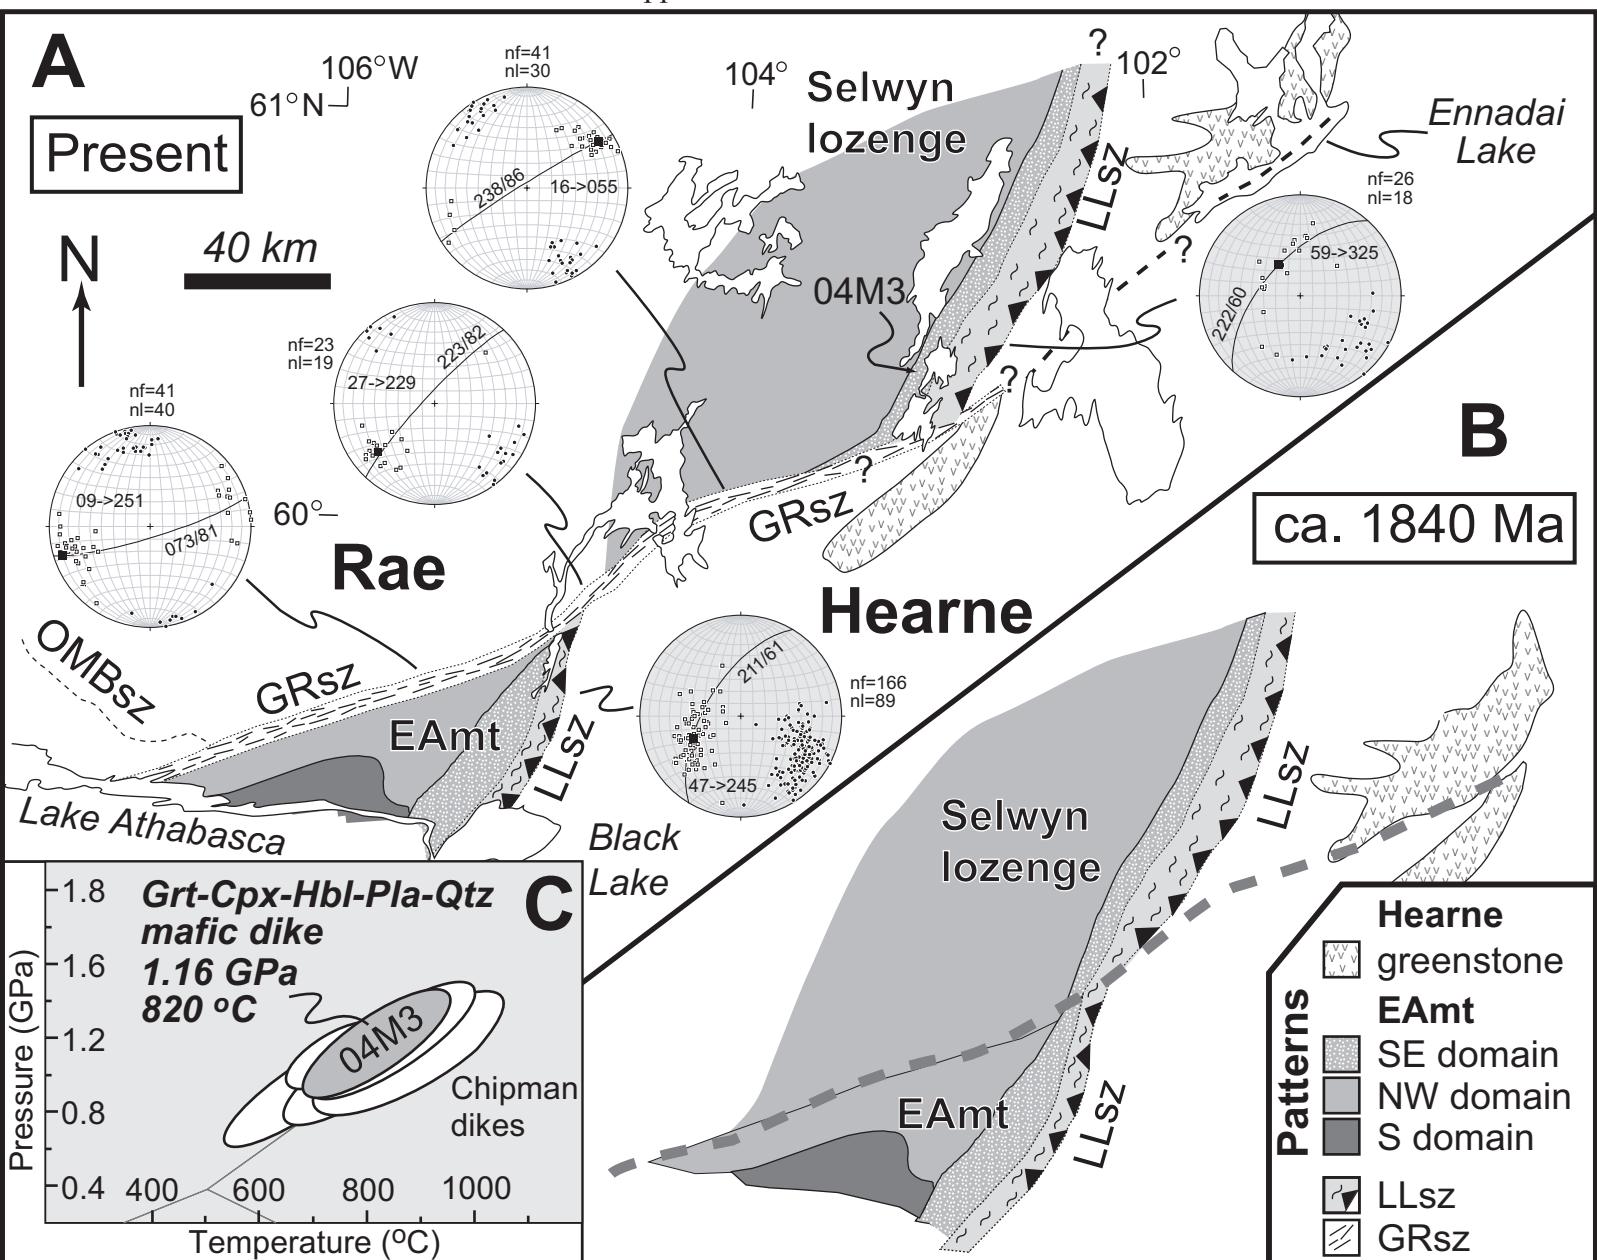 A
Present
106°W
61°N
nf=41
nl=30
238/86
16->055
104°
Selwyn
lozenge
?
102°
Ennadai
Lake
LLsz
nf=26
nl=18
59->325
222/60
?
N
40 km
04M3
nf=23
nl=19
223/82
27->229
?
nf=41
nl=40
09->251
073/81
60°
Rae
GRsz
?
Hearne
OMBsz
GRsz
EAmt
LLsz
211/61
47->245
nf=166
nl=89
Lake Athabasca
Black
Lake
B
ca. 1840 Ma
Selwyn
lozenge
LLsz
EAmt
LLsz
C
Grt-Cpx-Hbl-Pla-Qtz
mafic dike
1.16 GPa
820 ºC
04M3
Chipman
dikes
Pressure (GPa)
1.8
1.6
1.2
0.8
0.4
400
600
800
1000
Temperature (ºC)
Patterns
Hearne
greenstone
EAmt
SE domain
NW domain
S domain
LLsz
GRsz